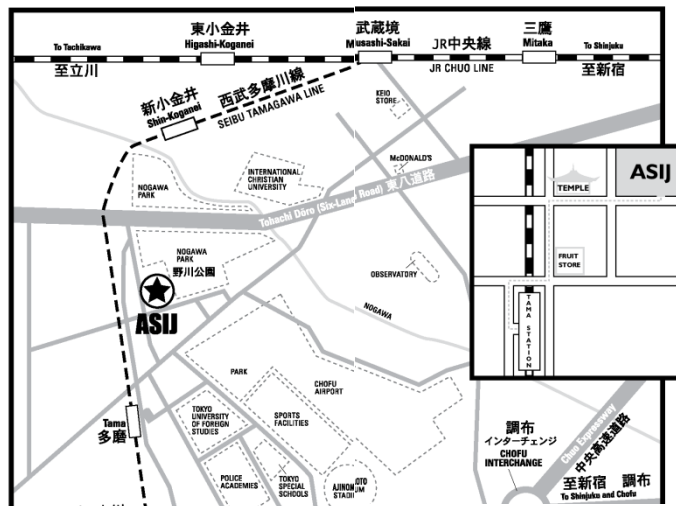 東小金井
Higashi-Koganei
武蔵境
Musashi-Sakai
三鷹
Mitaka
To Tachikawa
至立川
JR中央線
JR CHUO LINE
To Shinjuku
至新宿
新小金井
Shin-Koganei
西武多摩川線
SEIBU TAMAGAWA LINE
KEIO
STORE
McDONALD'S
INTERNATIONAL
CHRISTIAN
UNIVERSITY
NOGAWA
PARK
Tohachi Dōro (Six-Lane Road) 東八道路
TEMPLE
ASIJ
FRUIT
STORE
TAMA STATION
NOGAWA
PARK
野川公園
OBSERVATORY
NOGAWA
ASIJ
PARK
CHOFU
AIRPORT
Tama
多磨
TOKYO
UNIVERSITY
OF FOREIGN
STUDIES
SPORTS
FACILITIES
POLICE
ACADEMIES
TOKYO
SPECIAL
SCHOOLS
調布
インターチェンジ
CHOFU
INTERCHANGE
Chuo Expressway
中央高速道路
至新宿 調布
To Shinjuku and Chofu